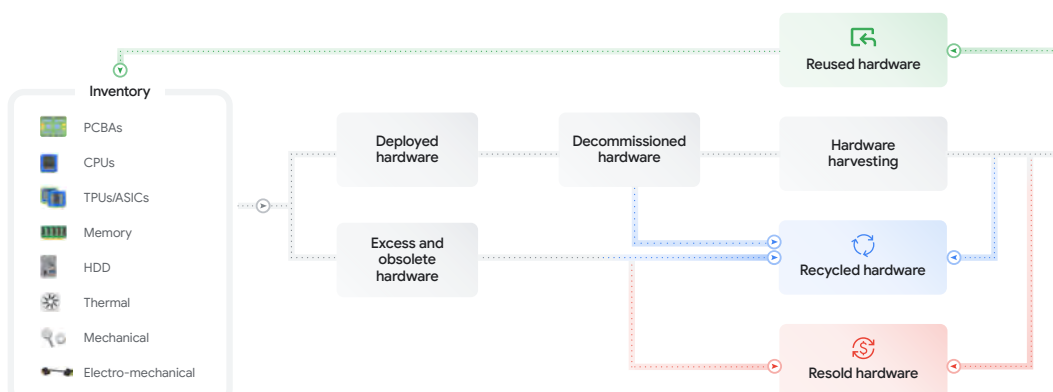 Reused hardware
Inventory
PCBAs
CPUs
TPUs/ASICs
Memory
HDD
Thermal
Mechanical
Electro-mechanical
Deployed
hardware
Decommissioned
hardware
Hardware
harvesting
Excess and
obsolete
hardware
Recycled hardware
Resold hardware